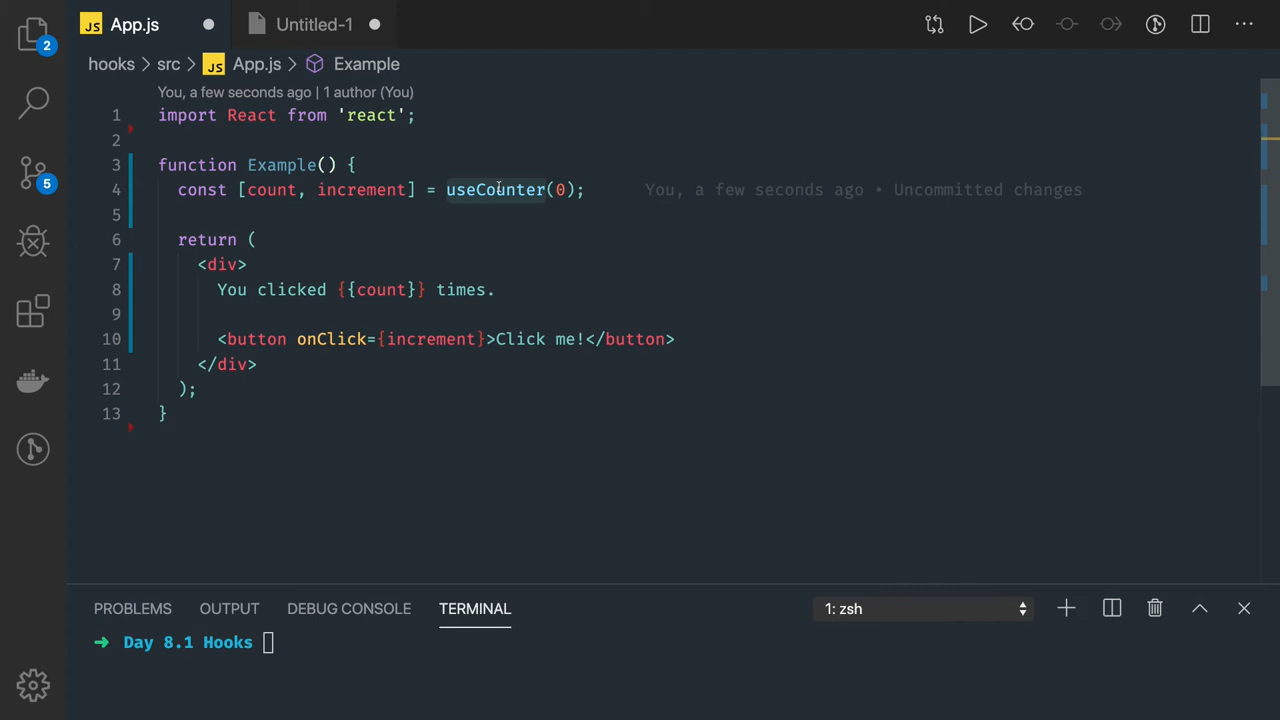 JS App.js Untitled-1
2
hooks > src > JS App.js > Example
You, a few seconds ago | 1 author (You)
1 import React from 'react';
2
3 function Example() {
4 const [count, increment] = useCounter(0); You, a few seconds ago • Uncommitted changes
5
5
6 return (
7 <div>
8 You clicked {{count}} times.
9
10 <button onClick={increment}>Click me!</button>
11 </div>
12 );
13 }
PROBLEMS OUTPUT DEBUG CONSOLE TERMINAL 1: zsh
➜ Day 8.1 Hooks